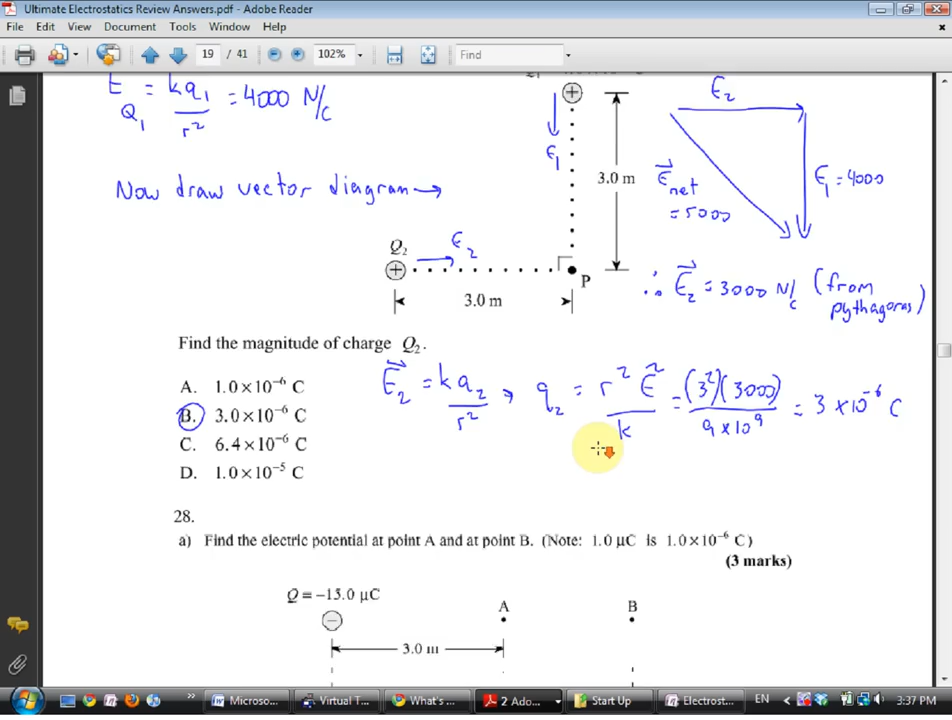 Ultimate Electrostatics Review Answers.pdf - Adobe Reader
File Edit View Document Tools Window Help
19 / 41 102% Find
E Q₁ = kq₁ / r² = 4000 N/C
E₂
E₁
3.0 m
E⃗ net = 5000
E₁ = 4000
Now draw vector diagram →
Q₂
E₂
P
3.0 m
∴ E⃗₂ = 3000 N/C (from pythagoras)
Find the magnitude of charge Q₂.
E⃗₂ = kq₂ / r² → q₂ = r² E⃗ / k = (3²)(3000) / 9 × 10⁹ = 3 × 10⁻⁶ C
A. 1.0 × 10⁻⁶ C
B. 3.0 × 10⁻⁶ C
C. 6.4 × 10⁻⁶ C
D. 1.0 × 10⁻⁵ C
28.
a) Find the electric potential at point A and at point B. (Note: 1.0 μC is 1.0 × 10⁻⁶ C)
(3 marks)
Q = −15.0 μC
A B
3.0 m
Microso... Virtual T... What's ... 2 Ado... Start Up Electrost... EN 3:37 PM